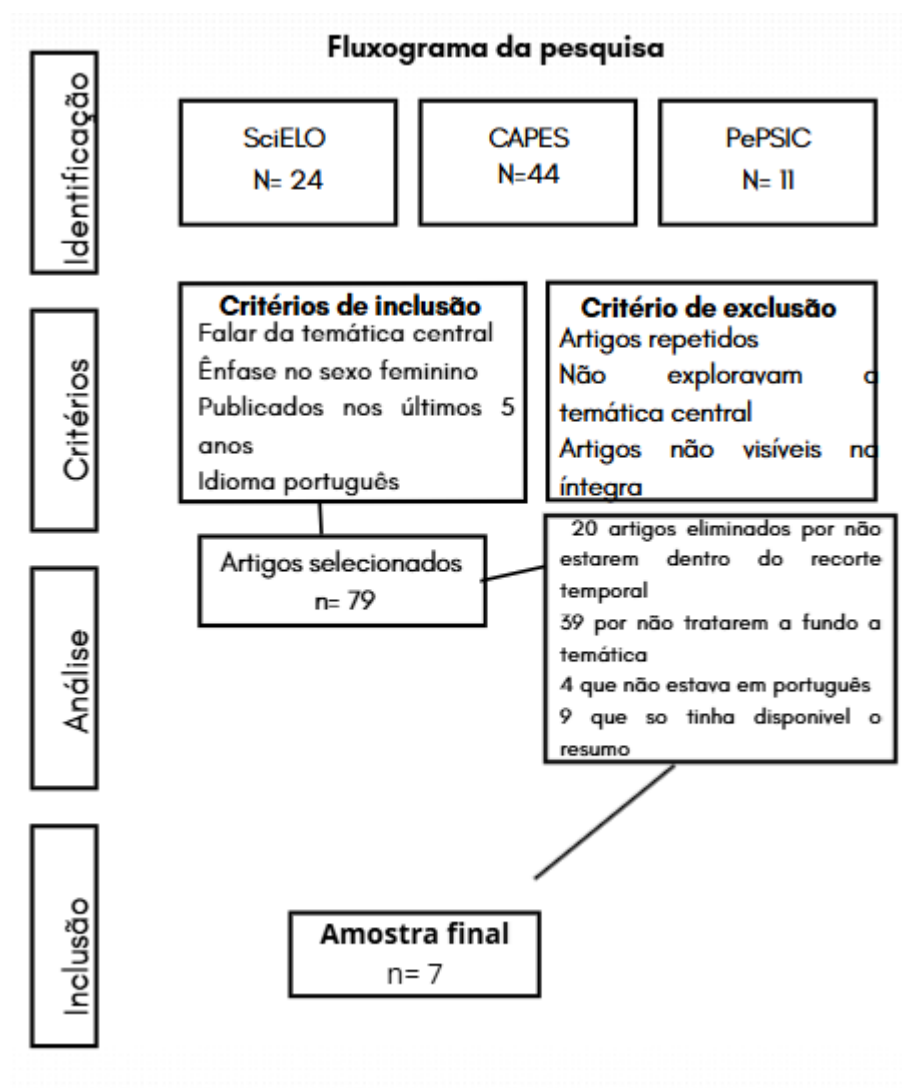 Fluxograma da pesquisa
Identificação
SciELO
N= 24
CAPES
N=44
PePSIC
N= 11
Critérios
Critérios de inclusão
Falar da temática central
Ênfase no sexo feminino
Publicados nos últimos 5
anos
Idioma português
Critério de exclusão
Artigos repetidos
Não exploravam a
temática central
Artigos não visíveis na
íntegra
Análise
Artigos selecionados
n= 79
20 artigos eliminados por não
estarem dentro do recorte
temporal
39 por não tratarem a fundo a
temática
4 que não estava em português
9 que so tinha disponivel o
resumo
Inclusão
Amostra final
n= 7